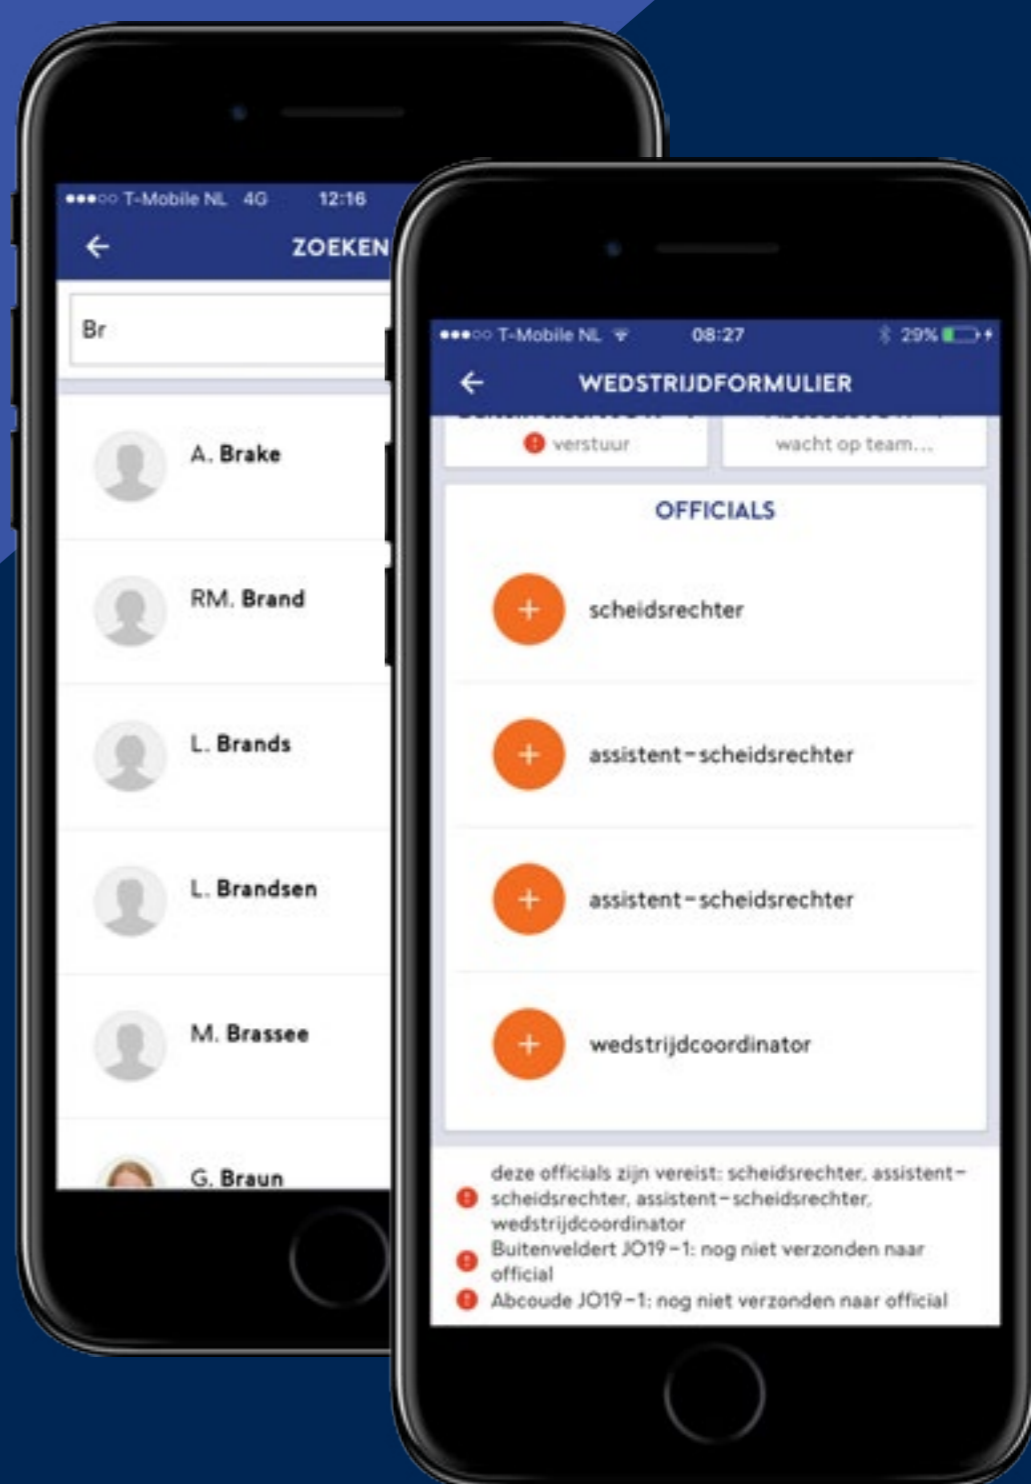 T-Mobile NL 4G 12:16
ZOEKEN
Br
A. Brake
RM. Brand
L. Brands
L. Brandsen
M. Brassee
G. Braun
T-Mobile NL 08:27 29%
WEDSTRIJDFORMULIER
verstuur
wacht op team...
OFFICIALS
scheidsrechter
assistent-scheidsrechter
assistent-scheidsrechter
wedstrijdcoordinator
deze officials zijn vereist: scheidsrechter, assistent-
scheidsrechter, assistent-scheidsrechter,
wedstrijdcoordinator
Buitenveldert JO19-1: nog niet verzonden naar
official
Abcoude JO19-1: nog niet verzonden naar official